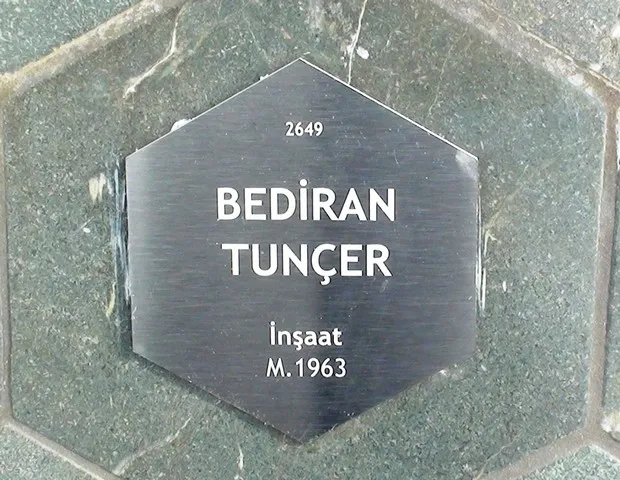 2649
BEDİRAN
TUNÇER
İnşaat
M.1963